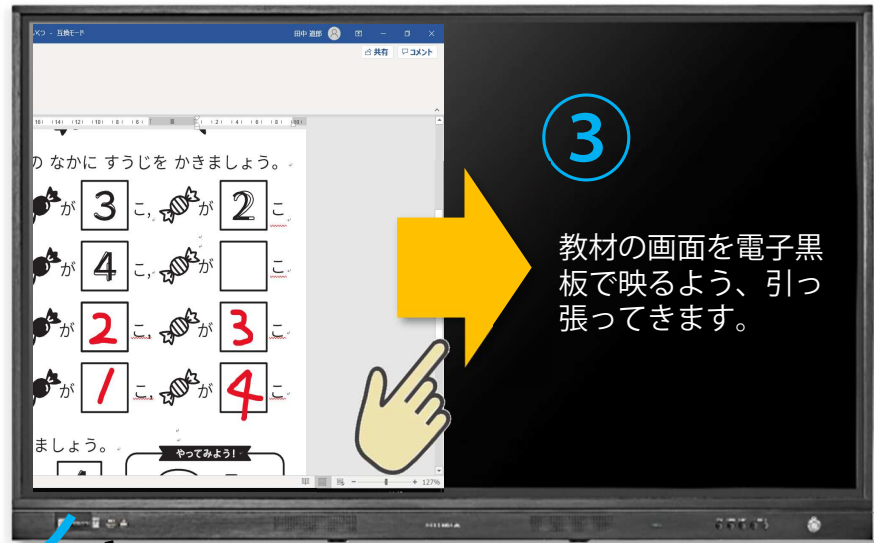 - 互換モード 田中 道郎
共有 コメント
の なかに すうじを かきましょう。
が 3 こ, が 2 こ
が 4 こ, が こ
が 2 こ, が 3 こ
が 1 こ, が 4 こ
ましょう。
やってみよう!
127%
③
教材の画面を電子黒
板で映るよう、引っ
張ってきます。